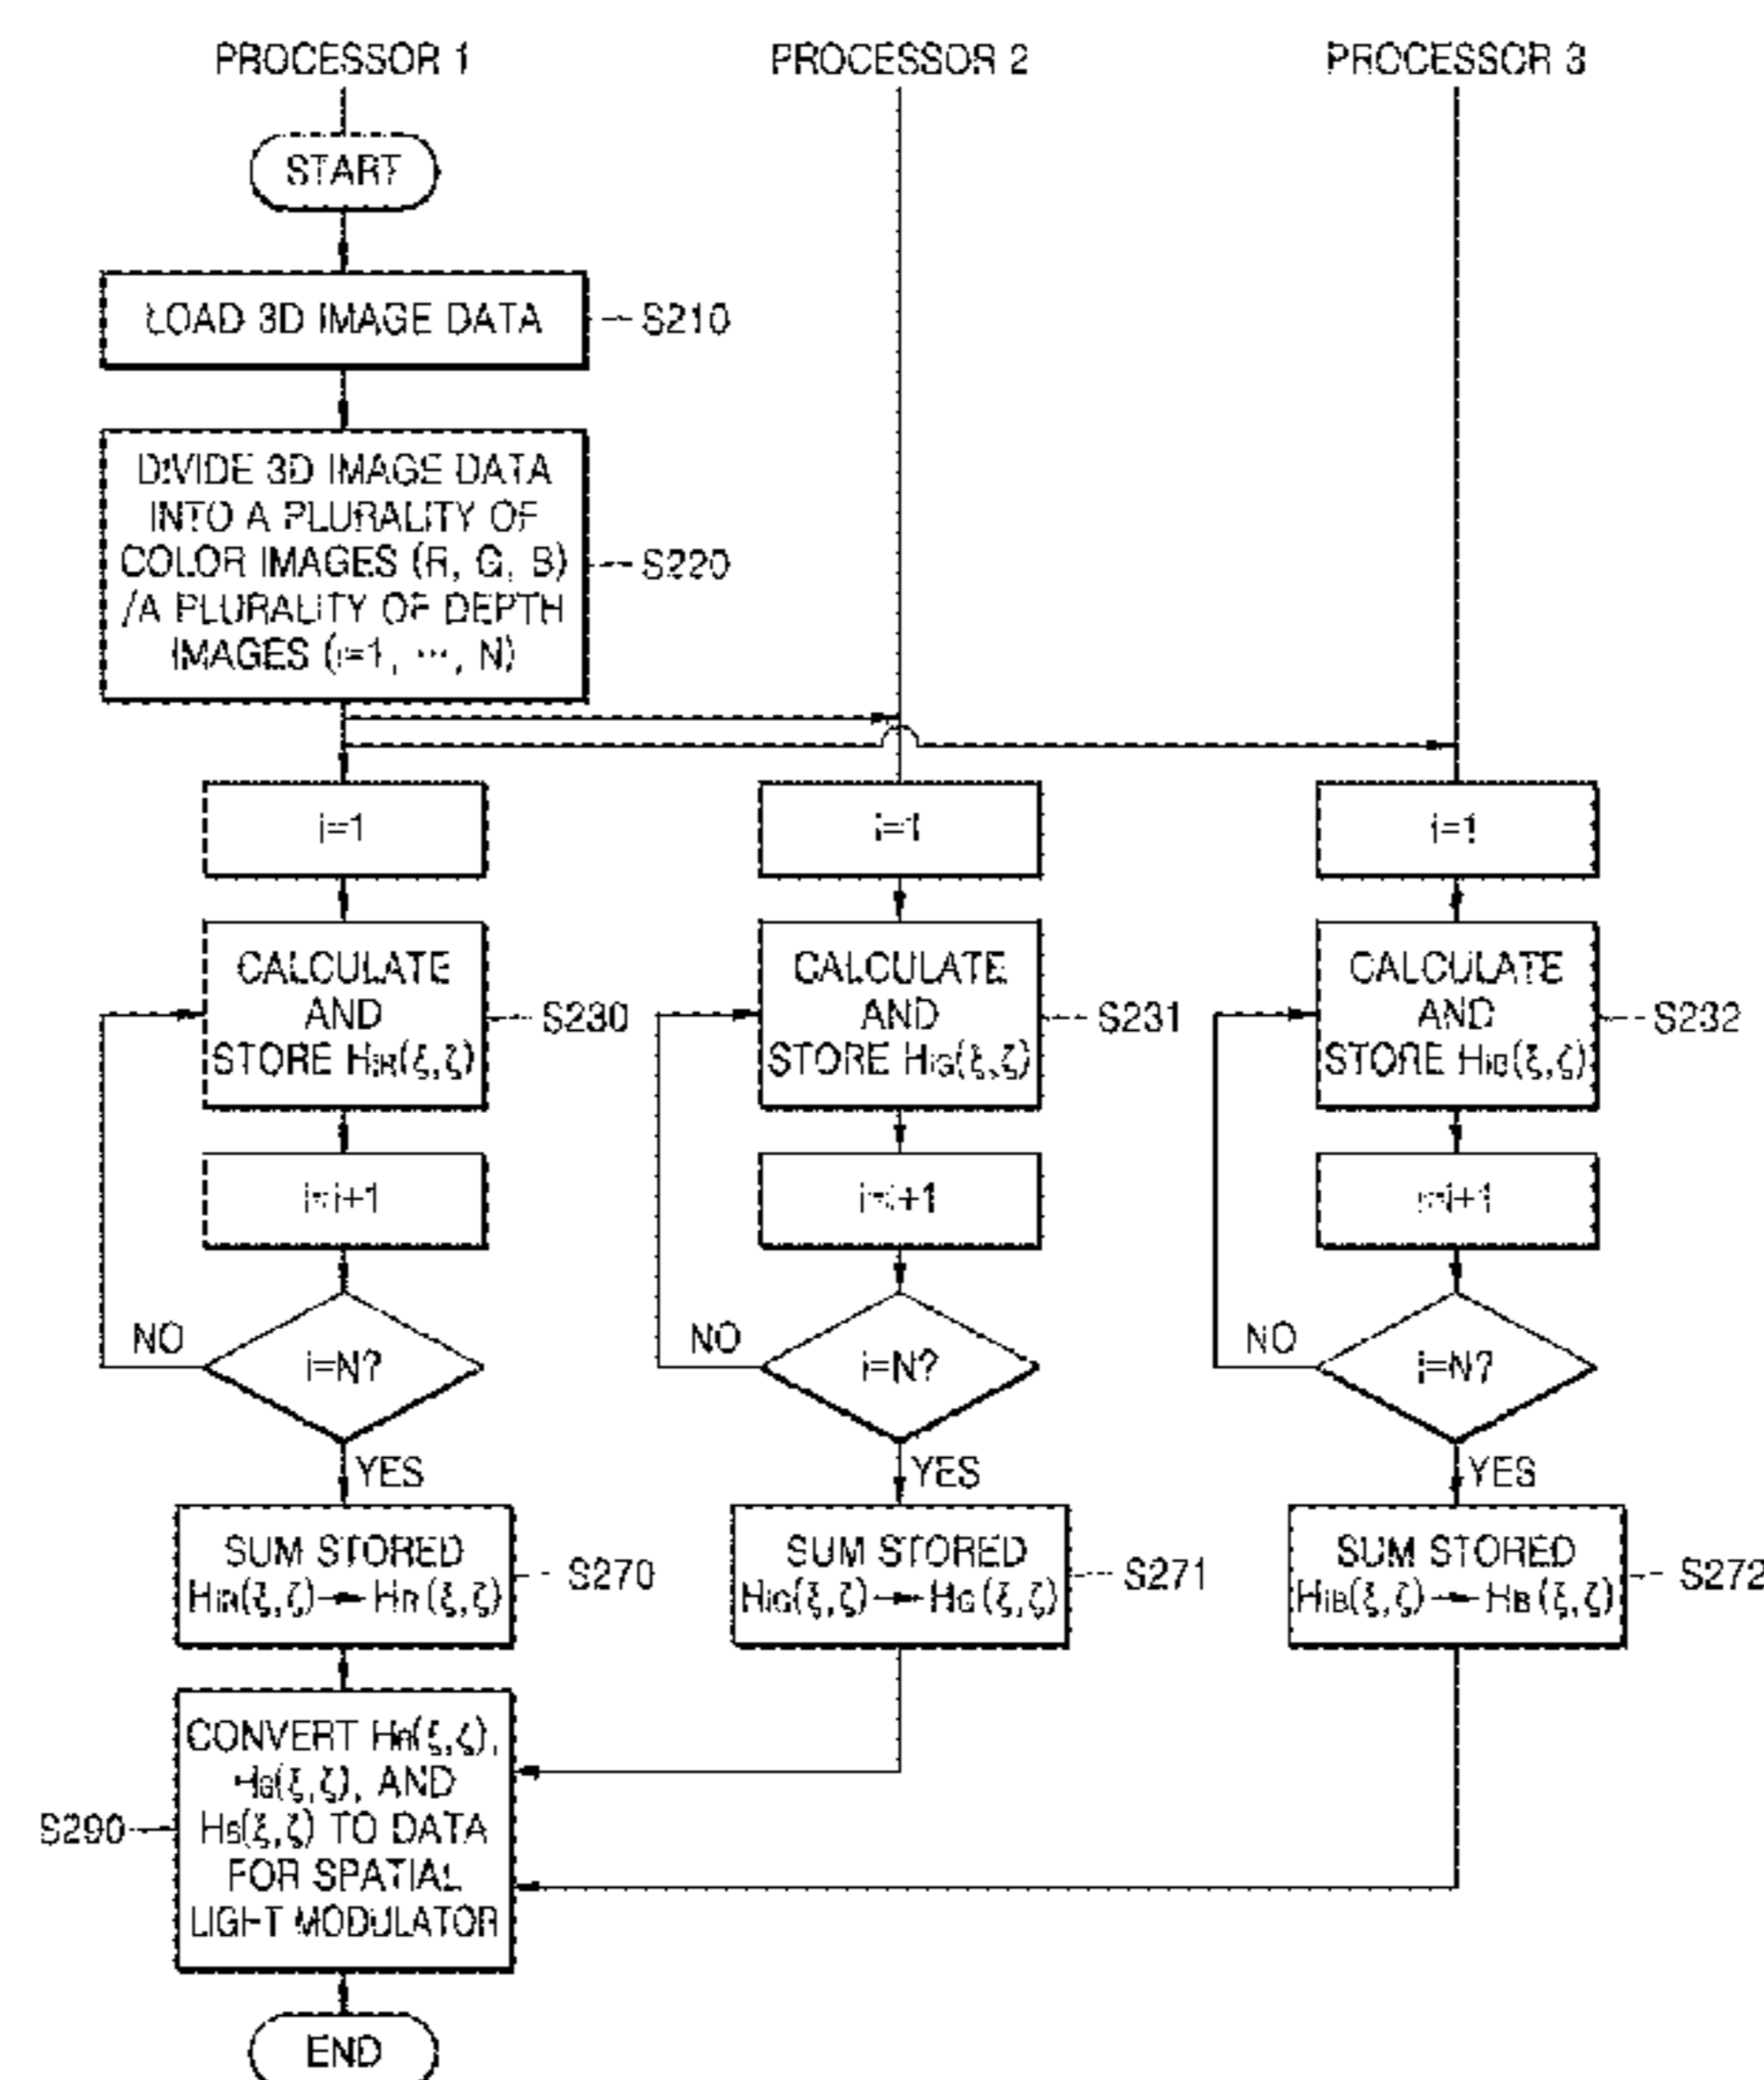 PROCESSOR 1
PROCESSOR 2
PROCESSOR 3
START
LOAD 3D IMAGE DATA
S210
DIVIDE 3D IMAGE DATA
INTO A PLURALITY OF
COLOR IMAGES (R, G, B)
/A PLURALITY OF DEPTH
IMAGES (i=1, ···, N)
S220
i=1
i=1
i=1
CALCULATE
AND
STORE HiR(ξ,ζ)
S230
CALCULATE
AND
STORE HiG(ξ,ζ)
S231
CALCULATE
AND
STORE HiB(ξ,ζ)
S232
i=i+1
i=i+1
i=i+1
i=N?
NO
YES
i=N?
NO
YES
i=N?
NO
YES
SUM STORED
HiR(ξ,ζ)→HR(ξ,ζ)
S270
SUM STORED
HiG(ξ,ζ)→HG(ξ,ζ)
S271
SUM STORED
HiB(ξ,ζ)→HB(ξ,ζ)
S272
CONVERT HR(ξ,ζ),
HG(ξ,ζ), AND
HB(ξ,ζ) TO DATA
FOR SPATIAL
LIGHT MODULATOR
S290
END